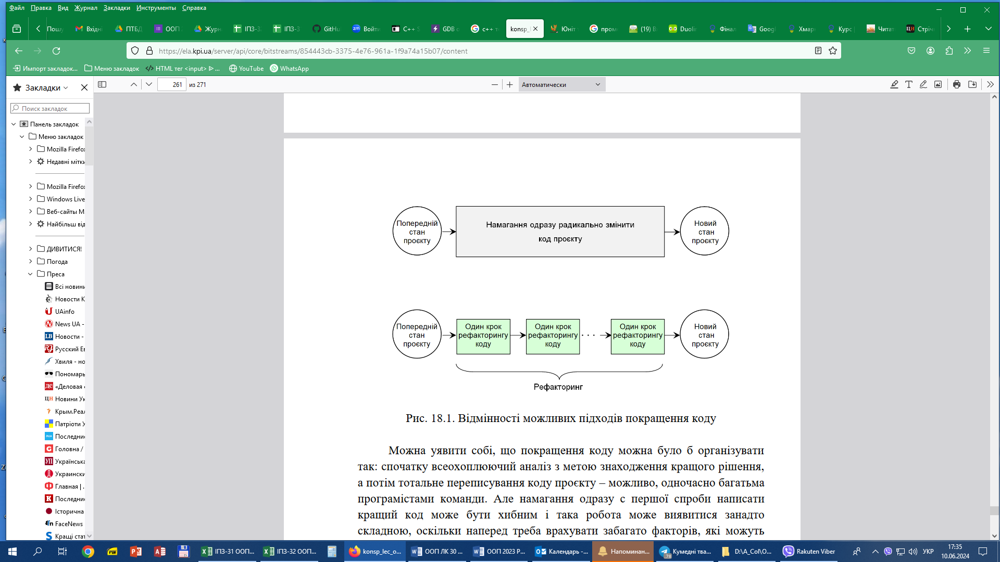 Файл Правка Вид Журнал Закладки Инструменты Справка
Пошу Вхідні ПТБД ООП Журн ІПЗ-3 ІПЗ-3 GitHu Войти C++ S GDB c++ т konsp_l Юніт пром (19) В Duolin Фінал Googl Хмар Курс Читат Стріч
https://ela.kpi.ua/server/api/core/bitstreams/854443cb-3375-4e76-961a-1f9a74a15b07/content
Импорт закладок... Меню закладок HTML тег <input> ᐈ ... YouTube WhatsApp
Закладки
261 из 271
Автоматически
Поиск закладок
Панель закладок
Меню закладок
Mozilla Firefo
Недавні мітки
Mozilla Firefo
Windows Live
Веб-сайты M
Найбільш від
ДИВИТИСЯ!
Погода
Преса
Всі новини
Новости К
UAinfo
News UA -
Новости -
Русский Ев
Хвиля - но
Пономарь
«Деловая
Новини Ук
Крым.Реал
Патріоти У
Последние
Головна /
Українська
Украински
Главная | .
Последние
Історична
FaceNews
Кращі стат
Попередній
стан
проєкту
Намагання одразу радикально змінити
код проєкту
Новий
стан
проєкту
Попередній
стан
проєкту
Один крок
рефакторингу
коду
Один крок
рефакторингу
коду
. . .
Один крок
рефакторингу
коду
Новий
стан
проєкту
Рефакторинг
Рис. 18.1. Відмінності можливих підходів покращення коду
Можна уявити собі, що покращення коду можна було б організувати
так: спочатку всеохоплюючий аналіз з метою знаходження кращого рішення,
а потім тотальне переписування коду проєкту – можливо, одночасно багатьма
програмістами команди. Але намагання одразу с першої спроби написати
кращий код може бути хибним і така робота може виявитися занадто
складною, оскільки наперед треба врахувати забагато факторів, які можуть
ІПЗ-31 ООП... ІПЗ-32 ООП... konsp_lec_o... ООП ЛК 30 ... ООП 2023 Р... Календарь -... Напоминан... Кумедні тва... D:\A_Col\O... Rakuten Viber
УКР
17:35
10.06.2024